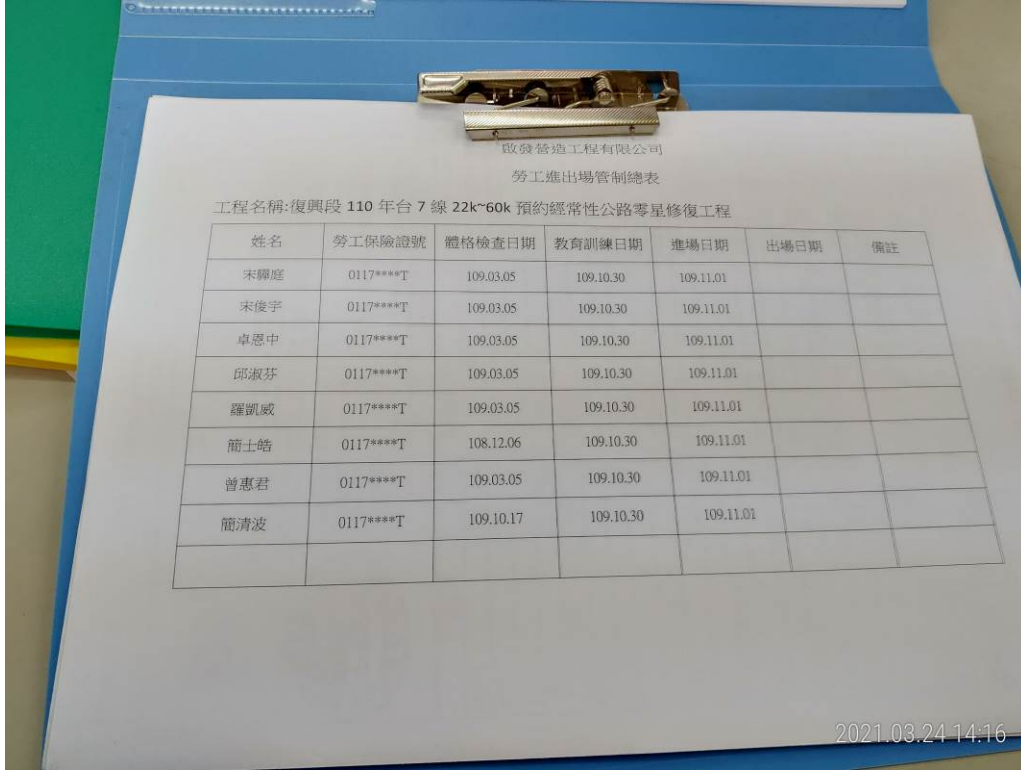 啟發營造工程有限公司
勞工進出場管制總表
工程名稱:復興段 110 年台 7 線 22k~60k 預約經常性公路零星修復工程
姓名 勞工保險證號 體格檢查日期 教育訓練日期 進場日期 出場日期 備註
宋驊庭 0117****T 109.03.05 109.10.30 109.11.01
宋俊宇 0117****T 109.03.05 109.10.30 109.11.01
卓恩中 0117****T 109.03.05 109.10.30 109.11.01
邱淑芬 0117****T 109.03.05 109.10.30 109.11.01
羅凱威 0117****T 109.03.05 109.10.30 109.11.01
簡士皓 0117****T 108.12.06 109.10.30 109.11.01
曾惠君 0117****T 109.03.05 109.10.30 109.11.01
簡清波 0117****T 109.10.17 109.10.30 109.11.01
2021.03.24 14:16